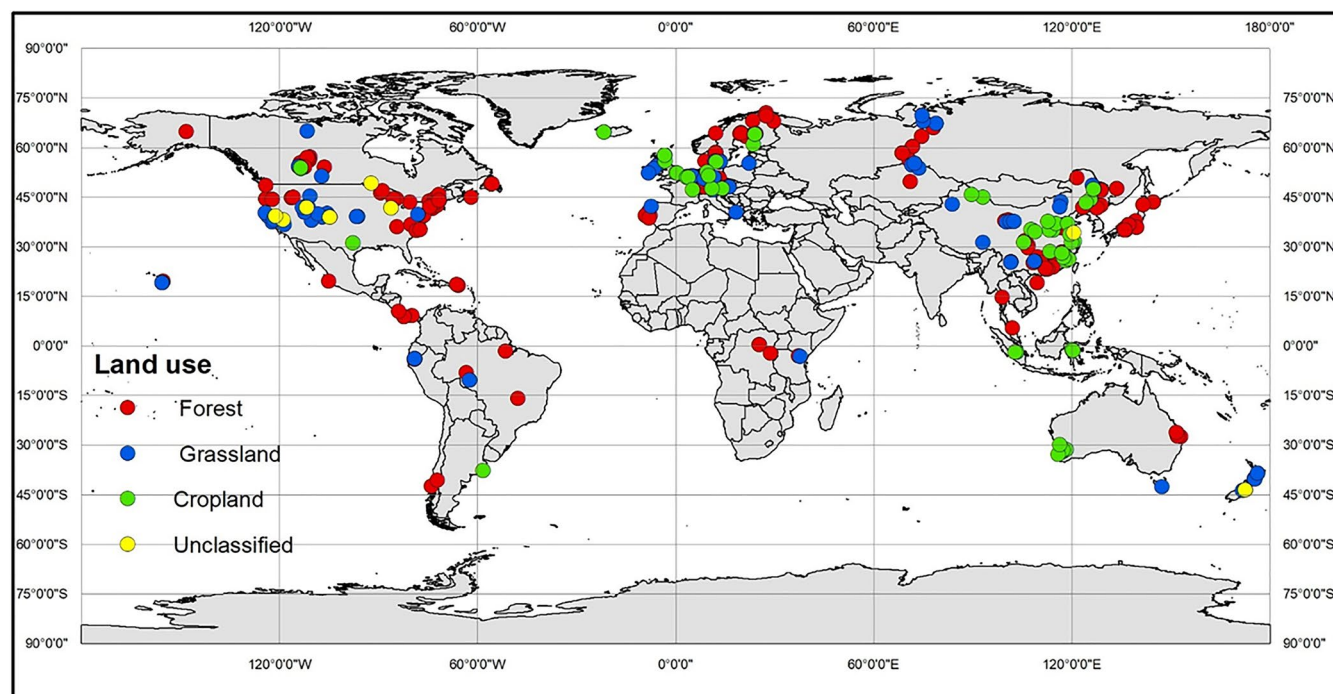 120°0'0"W 60°0'0"W 0°0'0" 60°0'0"E 120°0'0"E 180°0'0"
90°0'0"
75°0'0"N 75°0'0"N
60°0'0"N 60°0'0"N
45°0'0"N 45°0'0"N
30°0'0"N 30°0'0"N
15°0'0"N 15°0'0"N
0°0'0" 0°0'0"
Land use
15°0'0"S 15°0'0"S
Forest
30°0'0"S 30°0'0"S
Grassland
45°0'0"S 45°0'0"S
Cropland
60°0'0"S 60°0'0"S
Unclassified
75°0'0"S 75°0'0"S
90°0'0" 90°0'0"
120°0'0"W 60°0'0"W 0°0'0" 60°0'0"E 120°0'0"E